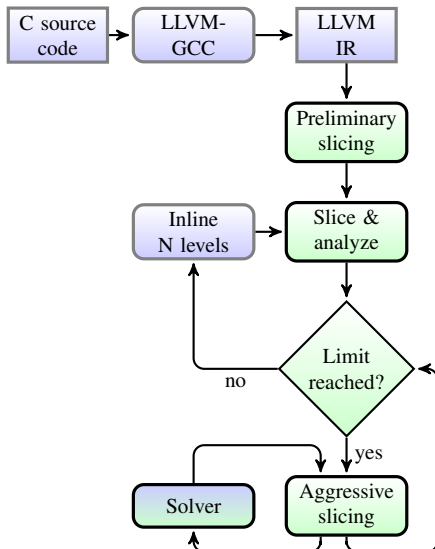 C source
code
LLVM-
GCC
LLVM
IR
Preliminary
slicing
Inline
N levels
Slice &
analyze
Limit
reached?
no
yes
Solver
Aggressive
slicing